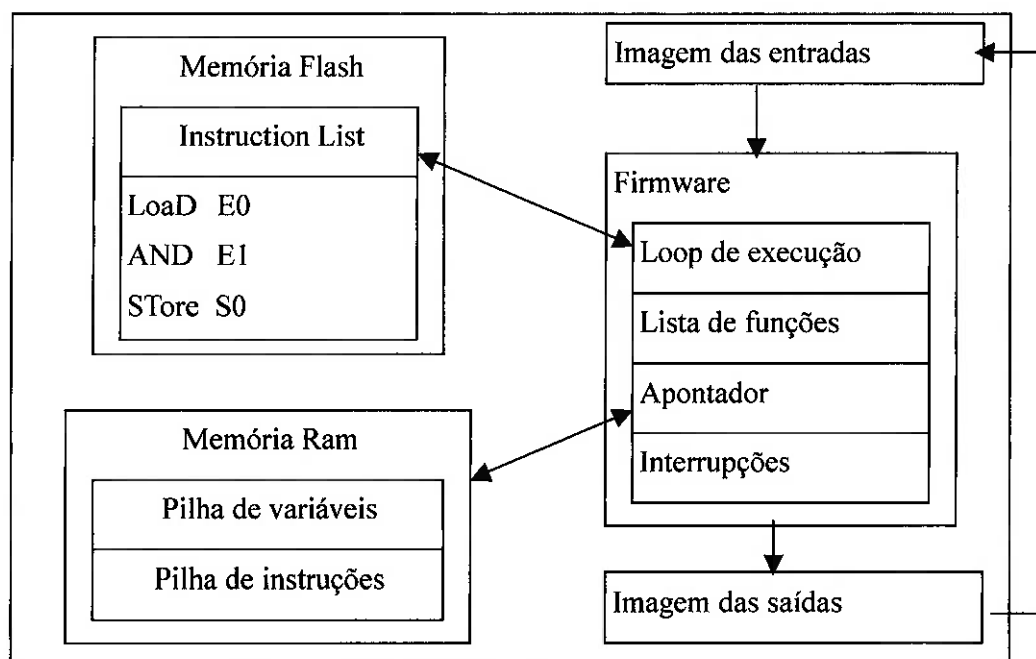 Memória Flash
Instruction List
LoaD E0
AND E1
STore S0
Memória Ram
Pilha de variáveis
Pilha de instruções
Imagem das entradas
Firmware
Loop de execução
Lista de funções
Apontador
Interrupções
Imagem das saídas